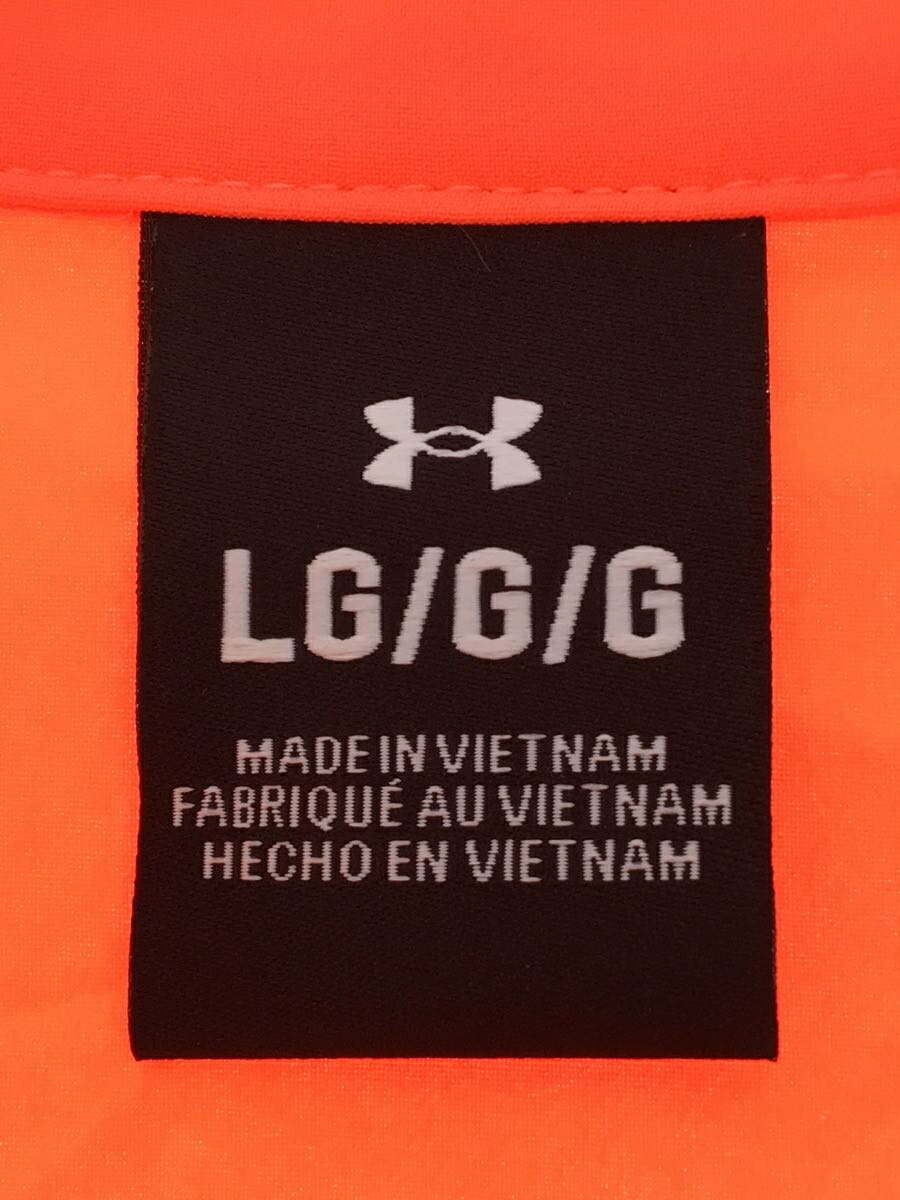 LG/G/G
MADE IN VIETNAM
FABRIQUÉ AU VIETNAM
HECHO EN VIETNAM